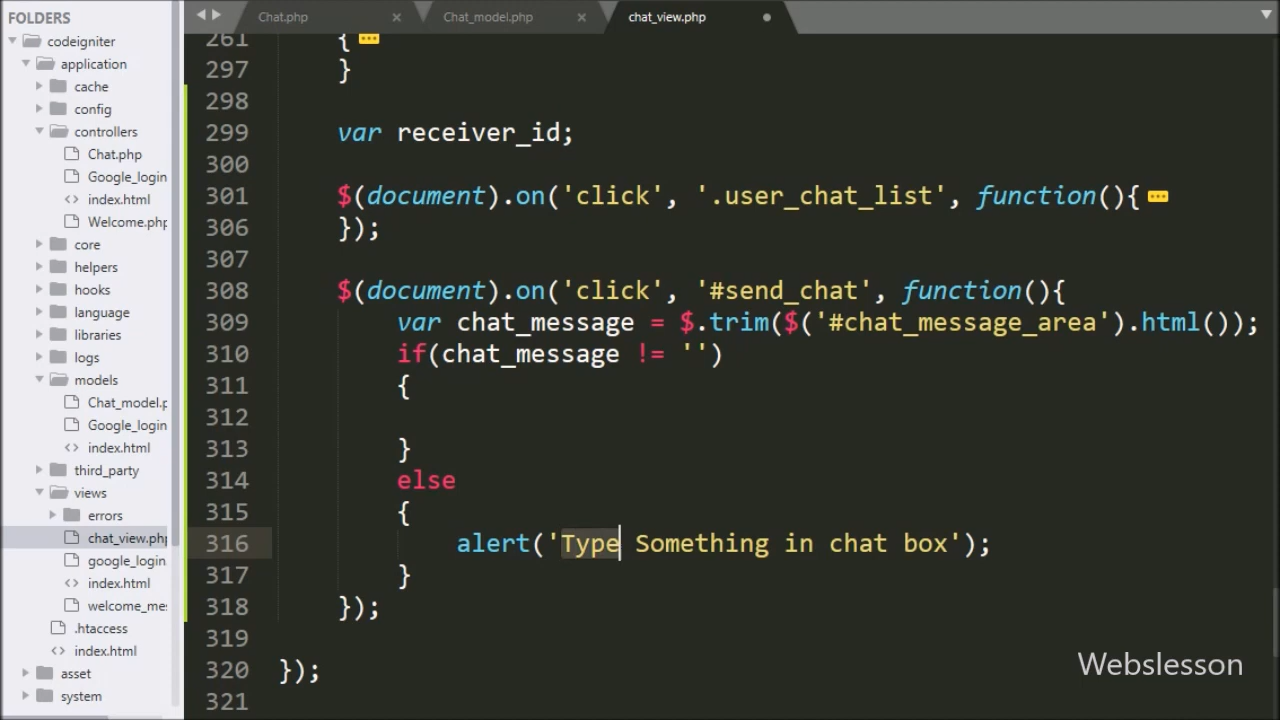 FOLDERS
codeigniter
application
cache
config
controllers
Chat.php
Google_login
index.html
Welcome.php
core
helpers
hooks
language
libraries
logs
models
Chat_model.p
Google_login
index.html
third_party
views
errors
chat_view.php
google_login
index.html
welcome_mes
.htaccess
index.html
asset
system
Chat.php
Chat_model.php
chat_view.php
261 {
297 }
298
299 var receiver_id;
300
301 $(document).on('click', '.user_chat_list', function(){
306 });
307
308 $(document).on('click', '#send_chat', function(){
309 var chat_message = $.trim($('#chat_message_area').html());
310 if(chat_message != '')
311 {
312
313 }
314 else
315 {
316 alert('Type Something in chat box');
317 }
318 });
319
320 });
321
Webslesson